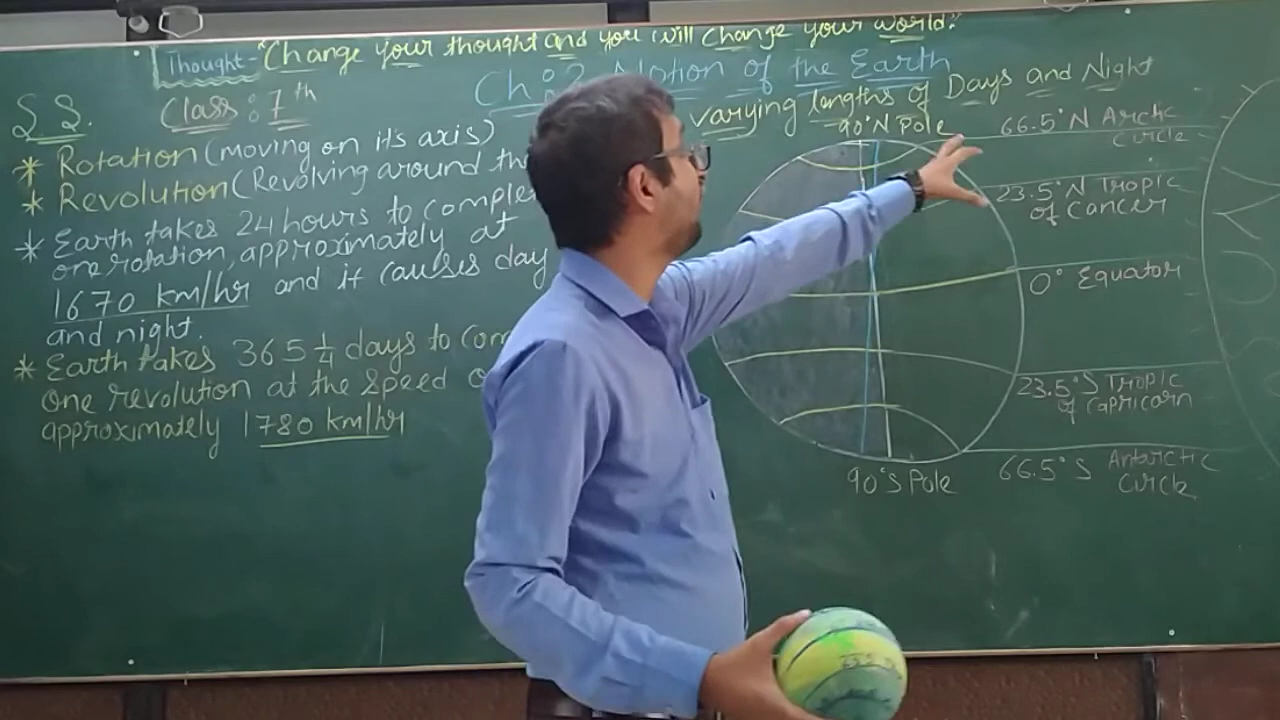 Thought - "Change your thought and you will change your world."
Ch: 2 Motion of the Earth
S.S. Class: 7th
varying lengths of Days and Night
* Rotation (moving on it's axis)
* Revolution (Revolving around th
* Earth takes 24 hours to comple
one rotation, approximately at
1670 km/hr and it causes day
and night.
* Earth takes 365 1/4 days to com
one revolution at the speed o
approximately 1780 km/hr
90°N Pole
66.5°N Arctic
circle
23.5°N Tropic
of Cancer
0° Equator
23.5°S Tropic
of Capricorn
90°S Pole
66.5°S Antarctic
Circle